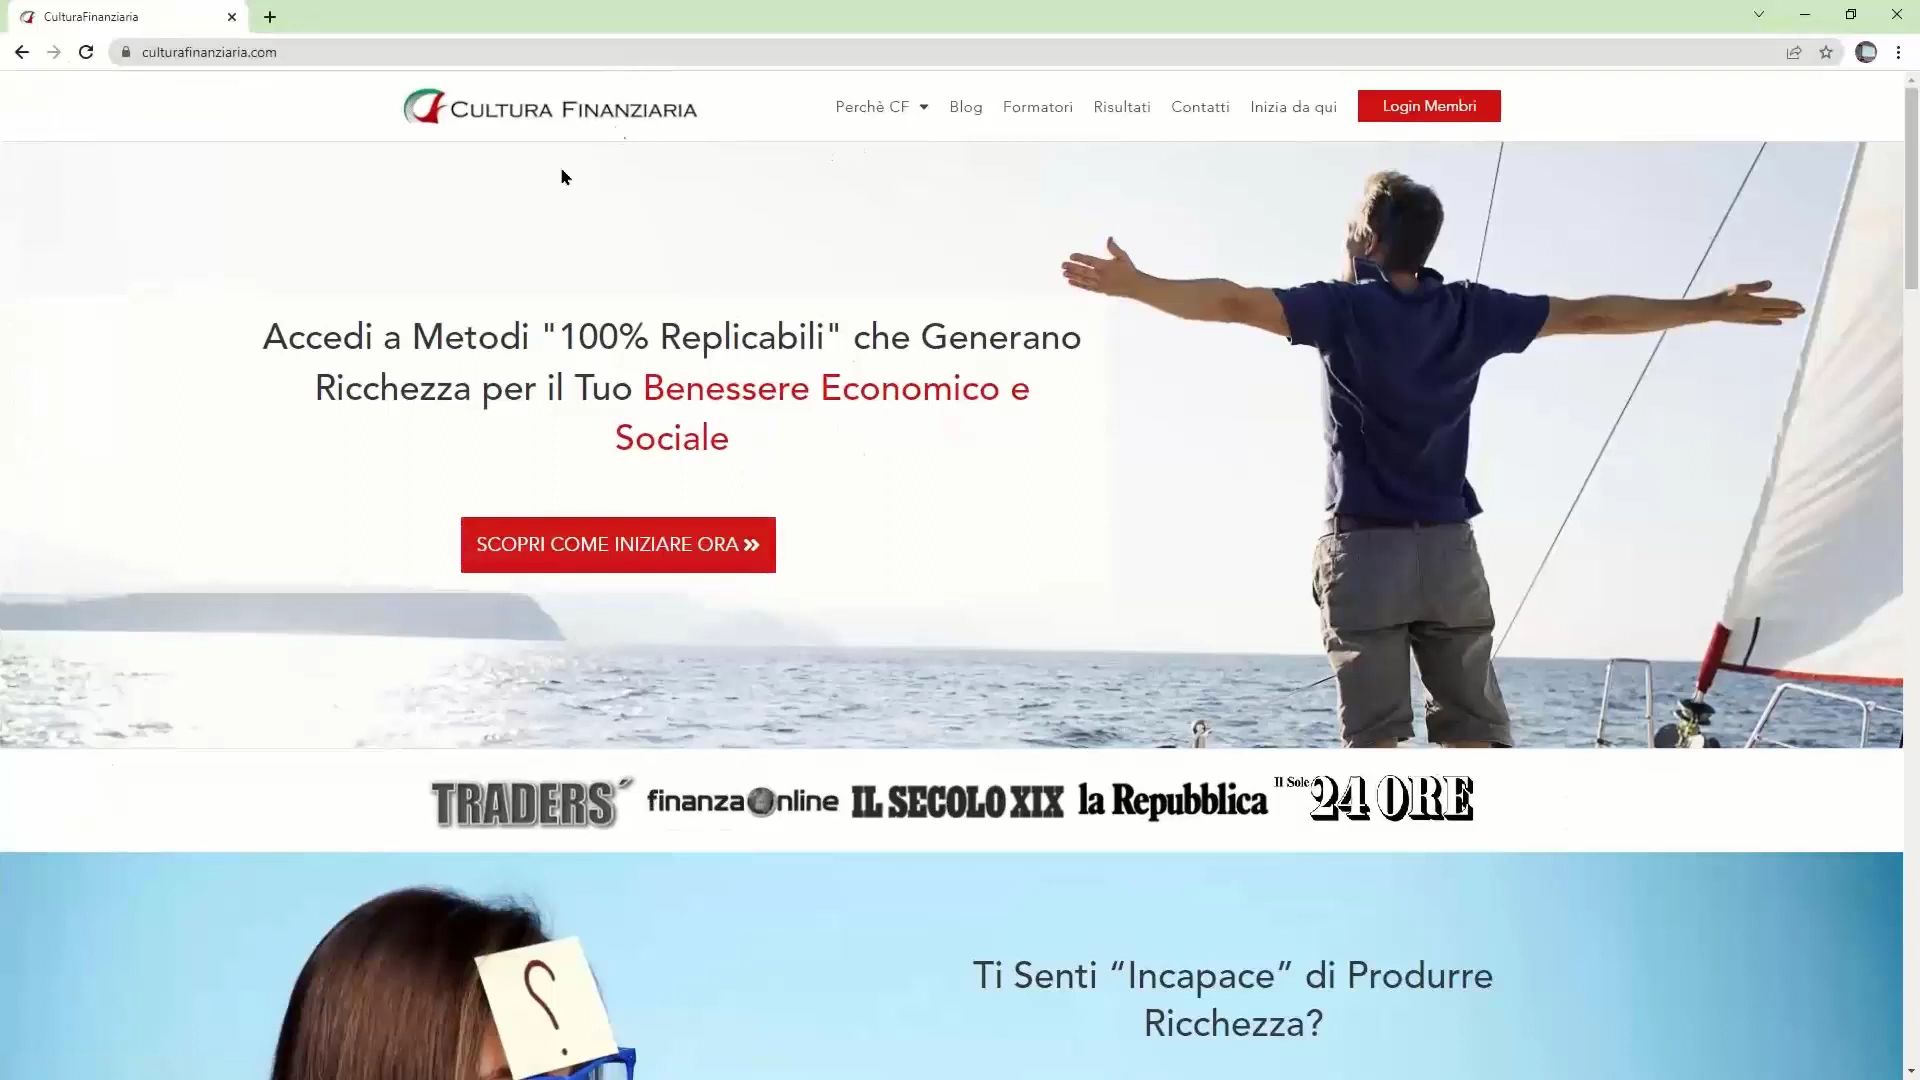 CulturaFinanziaria
culturafinanziaria.com
CULTURA FINANZIARIA
Perchè CF
Blog
Formatori
Risultati
Contatti
Inizia da qui
Login Membri
Accedi a Metodi "100% Replicabili" che Generano
Ricchezza per il Tuo Benessere Economico e
Sociale
SCOPRI COME INIZIARE ORA »
TRADERS´
finanzaOnline
IL SECOLO XIX
la Repubblica
Il Sole 24 ORE
?
Ti Senti “Incapace” di Produrre
Ricchezza?